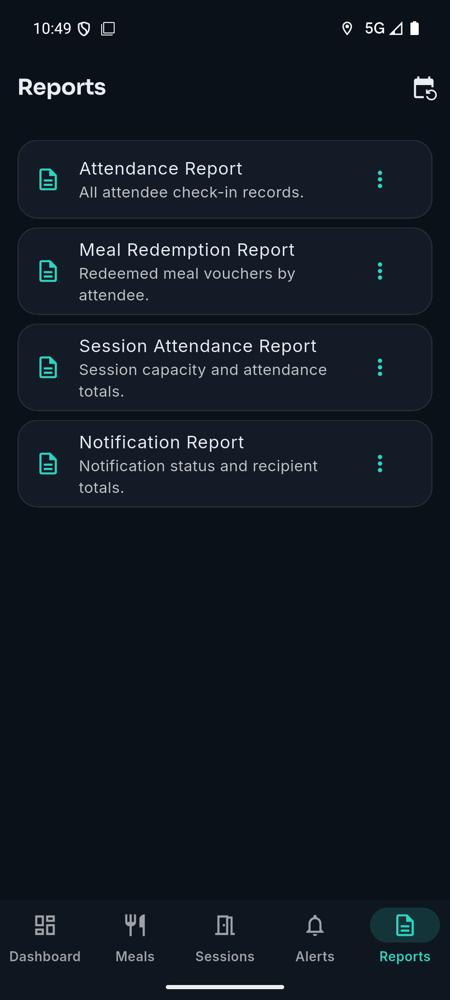 10:49
5G
Reports
Attendance Report
All attendee check-in records.
Meal Redemption Report
Redeemed meal vouchers by
attendee.
Session Attendance Report
Session capacity and attendance
totals.
Notification Report
Notification status and recipient
totals.
Dashboard
Meals
Sessions
Alerts
Reports